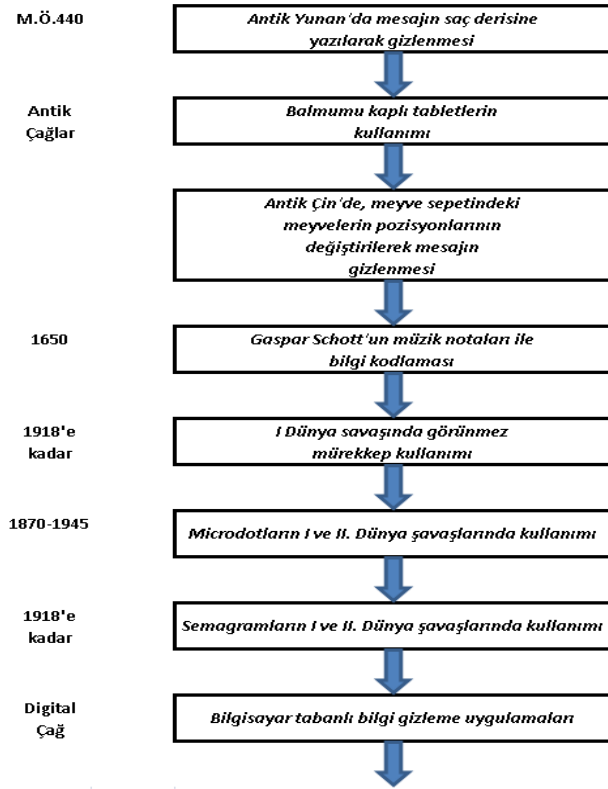 M.Ö.440
Antik Yunan'da mesajın saç derisine
yazılarak gizlenmesi
Antik
Çağlar
Balmumu kaplı tabletlerin
kullanımı
Antik Çin'de, meyve sepetindeki
meyvelerin pozisyonlarının
değiştirilerek mesajın
gizlenmesi
1650
Gaspar Schott'un müzik notaları ile
bilgi kodlaması
1918'e
kadar
I Dünya savaşında görünmez
mürekkep kullanımı
1870-1945
Microdotların I ve II. Dünya şavaşlarında kullanımı
1918'e
kadar
Semagramların I ve II. Dünya şavaşlarında kullanımı
Digital
Çağ
Bilgisayar tabanlı bilgi gizleme uygulamaları